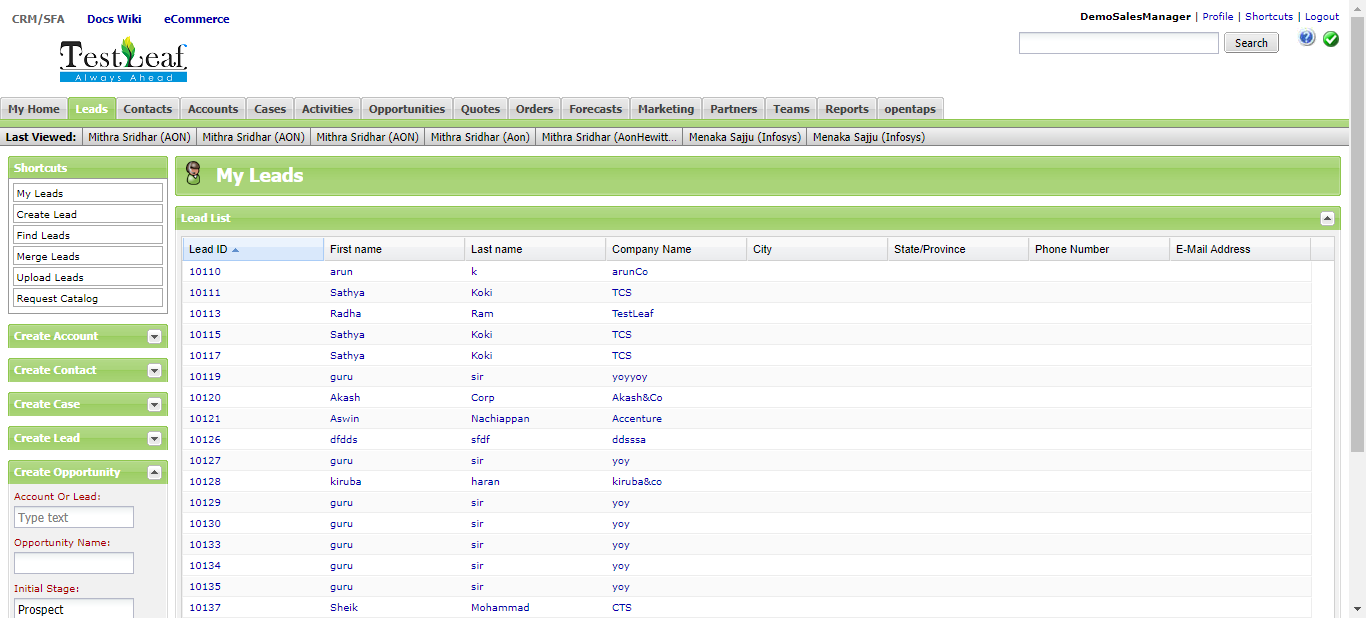 CRM/SFA Docs Wiki eCommerce
DemoSalesManager | Profile | Shortcuts | Logout
TestLeaf
Always Ahead
Search
?
My Home Leads Contacts Accounts Cases Activities Opportunities Quotes Orders Forecasts Marketing Partners Teams Reports opentaps
Last Viewed: Mithra Sridhar (AON) Mithra Sridhar (AON) Mithra Sridhar (AON) Mithra Sridhar (Aon) Mithra Sridhar (AonHewitt... Menaka Sajju (Infosys) Menaka Sajju (Infosys)
Shortcuts
My Leads
Create Lead
Find Leads
Merge Leads
Upload Leads
Request Catalog
Create Account
Create Contact
Create Case
Create Lead
Create Opportunity
Account Or Lead:
Type text
Opportunity Name:
Initial Stage:
Prospect
My Leads
Lead List
Lead ID First name Last name Company Name City State/Province Phone Number E-Mail Address
10110 arun k arunCo
10111 Sathya Koki TCS
10113 Radha Ram TestLeaf
10115 Sathya Koki TCS
10117 Sathya Koki TCS
10119 guru sir yoyyoy
10120 Akash Corp Akash&Co
10121 Aswin Nachiappan Accenture
10126 dfdds sfdf ddsssa
10127 guru sir yoy
10128 kiruba haran kiruba&co
10129 guru sir yoy
10130 guru sir yoy
10133 guru sir yoy
10134 guru sir yoy
10135 guru sir yoy
10137 Sheik Mohammad CTS